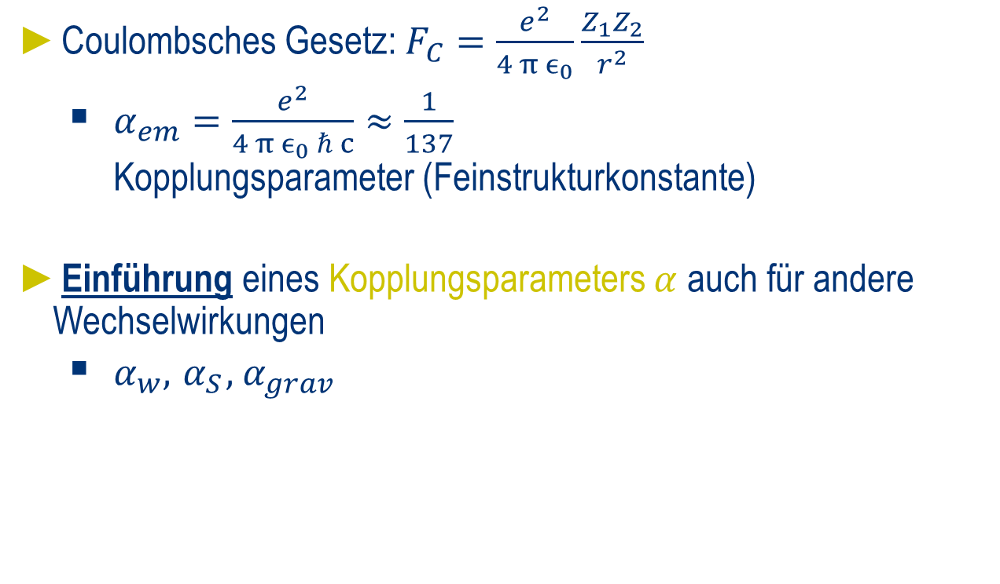 ► Coulombsches Gesetz: $F_C = \frac{e^2}{4\,\pi\,\epsilon_0} \frac{Z_1 Z_2}{r^2}$
▪ $\alpha_{em} = \frac{e^2}{4\,\pi\,\epsilon_0\,\hbar\,c} \approx \frac{1}{137}$
Kopplungsparameter (Feinstrukturkonstante)
► Einführung eines Kopplungsparameters $\alpha$ auch für andere
Wechselwirkungen
▪ $\alpha_w$, $\alpha_S$, $\alpha_{grav}$